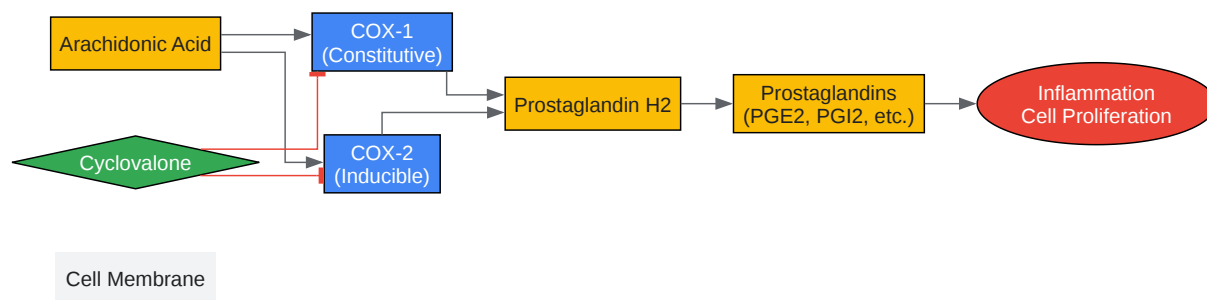 Arachidonic Acid
COX-1
(Constitutive)
Cyclovalone
COX-2
(Inducible)
Prostaglandin H2
Prostaglandins
(PGE2, PGI2, etc.)
Inflammation
Cell Proliferation
Cell Membrane